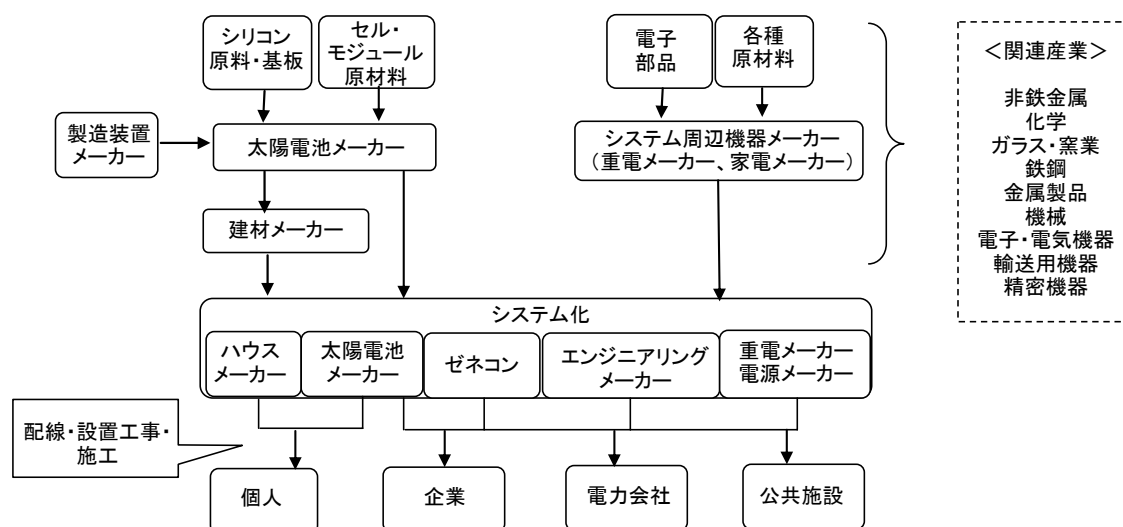 シリコン
原料・基板
セル・
モジュール
原材料
電子
部品
各種
原材料
製造装置
メーカー
太陽電池メーカー
システム周辺機器メーカー
（重電メーカー、家電メーカー）
建材メーカー
＜関連産業＞
非鉄金属
化学
ガラス・窯業
鉄鋼
金属製品
機械
電子・電気機器
輸送用機器
精密機器
システム化
ハウス
メーカー
太陽電池
メーカー
ゼネコン
エンジニアリング
メーカー
重電メーカー
電源メーカー
配線・設置工事・
施工
個人
企業
電力会社
公共施設